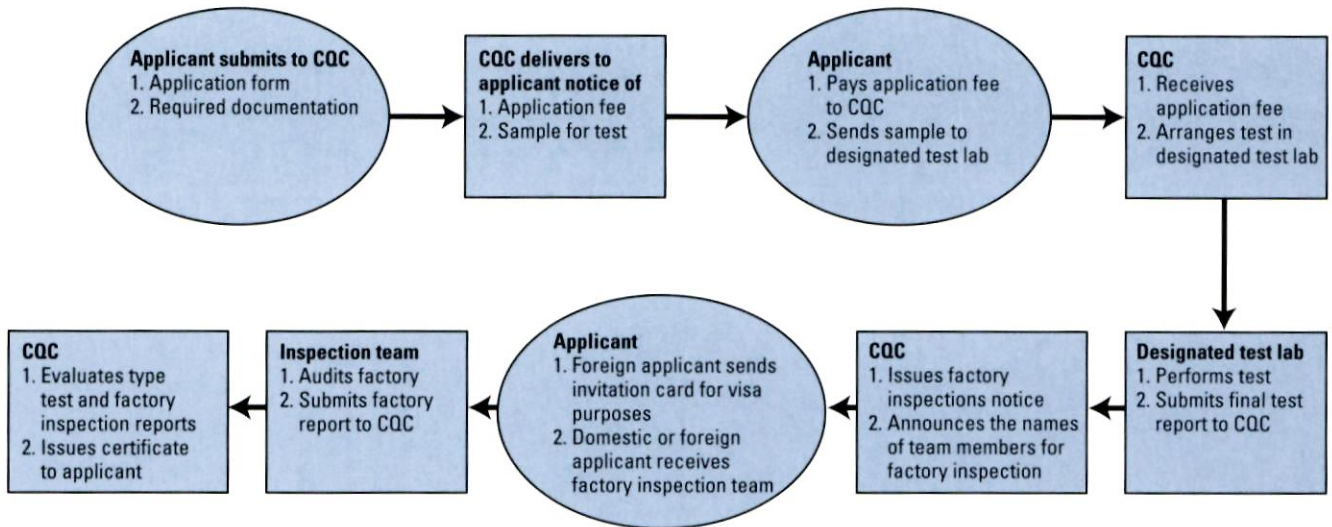 Applicant submits to CQC
1. Application form
2. Required documentation
CQC delivers to
applicant notice of
1. Application fee
2. Sample for test
Applicant
1. Pays application fee
to CQC
2. Sends sample to
designated test lab
CQC
1. Receives
application fee
2. Arranges test in
designated test lab
Designated test lab
1. Performs test
2. Submits final test
report to CQC
CQC
1. Issues factory
inspections notice
2. Announces the names
of team members for
factory inspection
Applicant
1. Foreign applicant sends
invitation card for visa
purposes
2. Domestic or foreign
applicant receives
factory inspection team
Inspection team
1. Audits factory
2. Submits factory
report to CQC
CQC
1. Evaluates type
test and factory
inspection reports
2. Issues certificate
to applicant